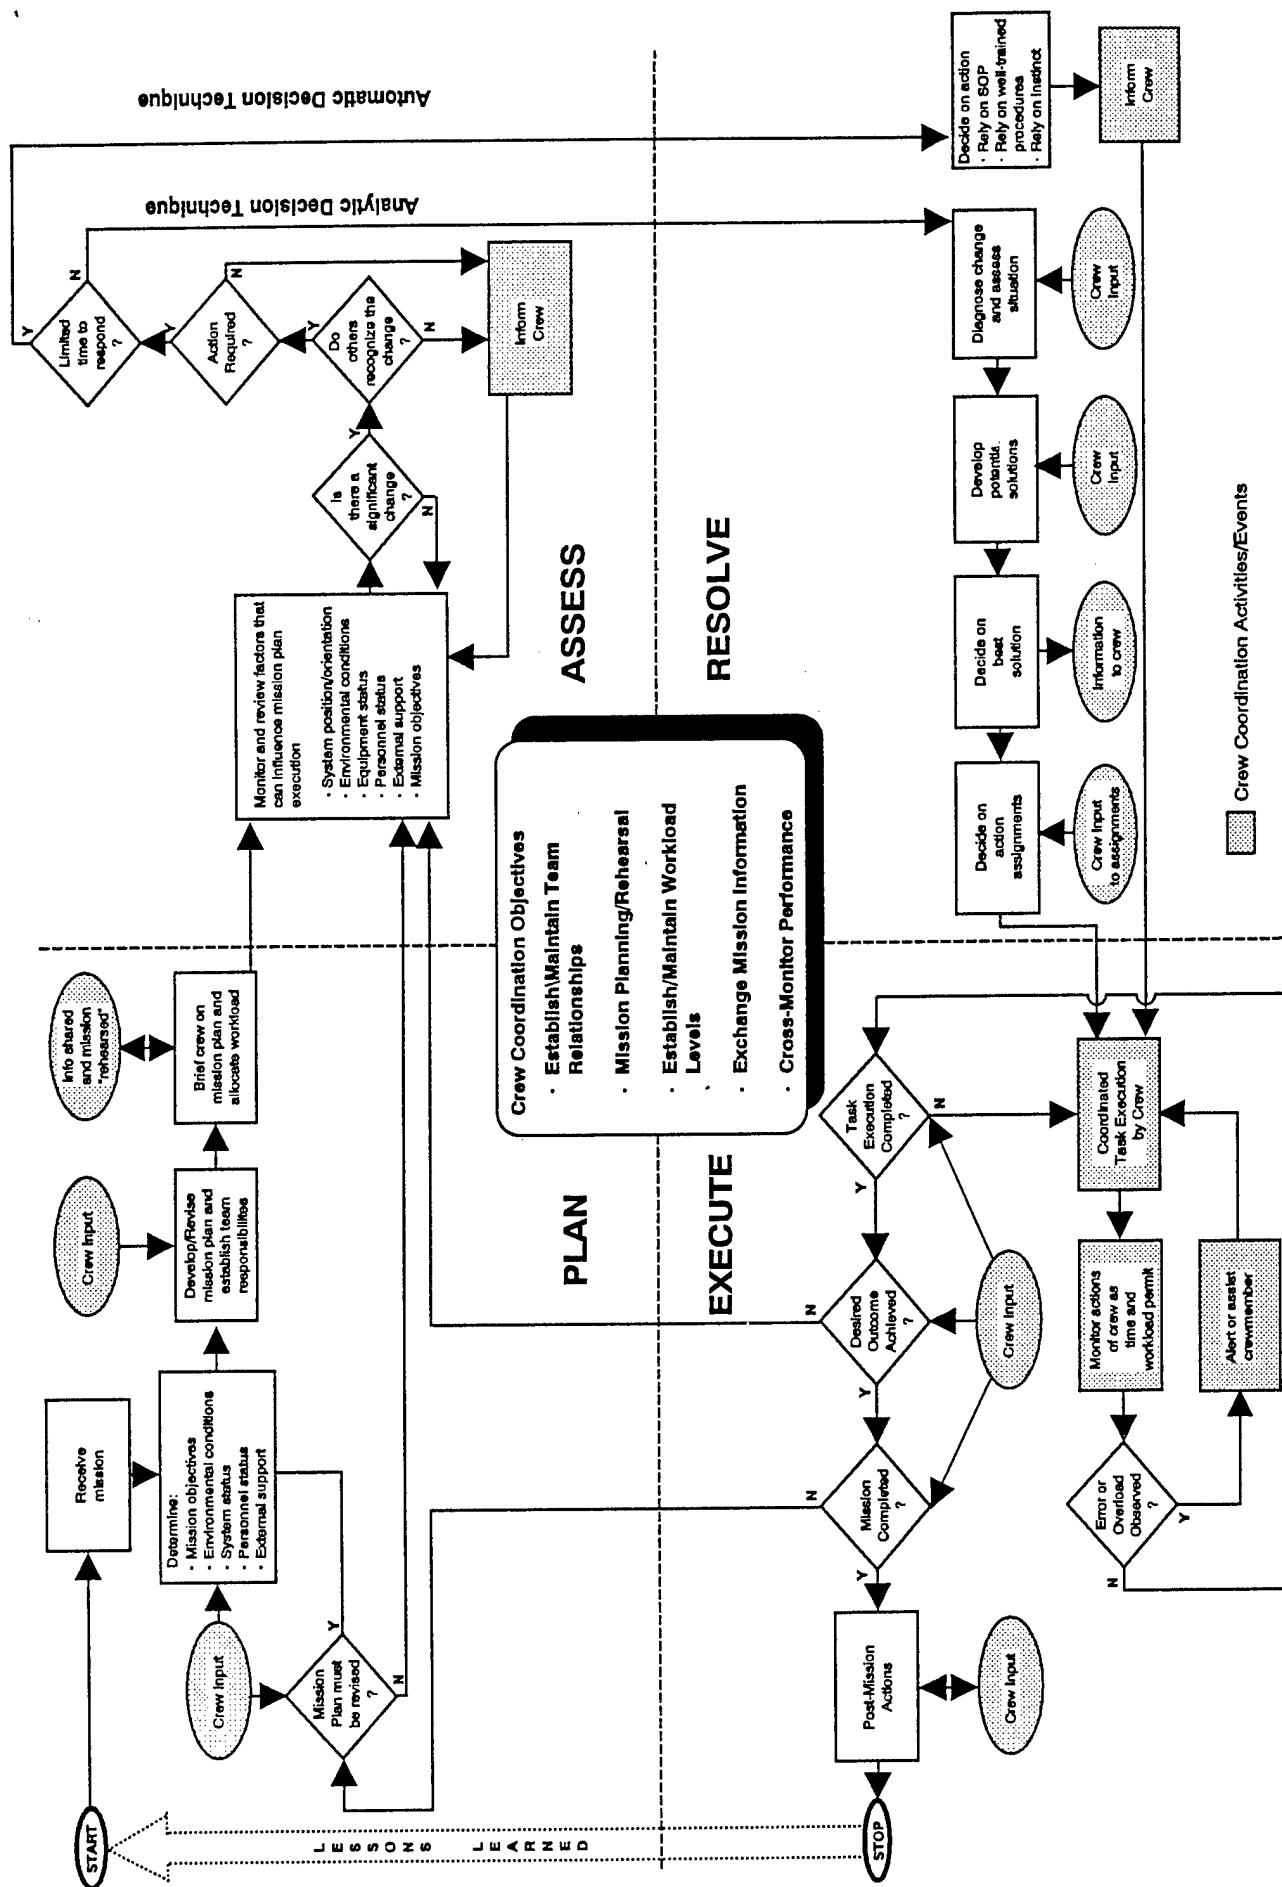 START
Receive
mission
Determine:
· Mission objectives
· Environmental conditions
· System status
· Personnel status
· External support
Crew Input
Mission
Plan must
be revised
?
Y
N
Crew Input
Develop/Revise
mission plan and
establish team
responsibilites
Info shared
and mission
"rehearsed"
Brief crew on
mission plan and
allocate workload
PLAN
LESSONS LEARNED
Monitor and review factors that
can influence mission plan
execution
· System position/orientation
· Environmental conditions
· Equipment status
· Personnel status
· External support
· Mission objectives
Is
there a
significant
change
?
Y
N
Do
others
recognize the
change
?
Y
N
Action
Required
?
Y
N
Limited
time to
respond
?
Y
N
Inform
Crew
Analytic Decision Technique
Automatic Decision Technique
ASSESS
Crew Coordination Objectives
· Establish\Maintain Team
Relationships
· Mission Planning/Rehearsal
· Establish/Maintain Workload
Levels
· Exchange Mission Information
· Cross-Monitor Performance
EXECUTE
Task
Execution
Completed
?
Y
N
Desired
Outcome
Achieved
?
Y
N
Mission
Completed
?
Y
N
Crew Input
Post-Mission
Actions
Crew Input
STOP
Coordinated
Task Execution
by Crew
Monitor actions
of crew as
time and
workload permit
Error or
Overload
Observed
?
Y
N
Alert or assist
crewmember
RESOLVE
Decide on action
· Rely on SOP
· Rely on well-trained
procedures
· Rely on instinct
Inform
Crew
Diagnose change
and assess
situation
Crew
Input
Develop
potentia
solutions
Crew
Input
Decide on
best
solution
Information
to crew
Decide on
action
assignments
Crew Input
to assignments
Crew Coordination Activities/Events